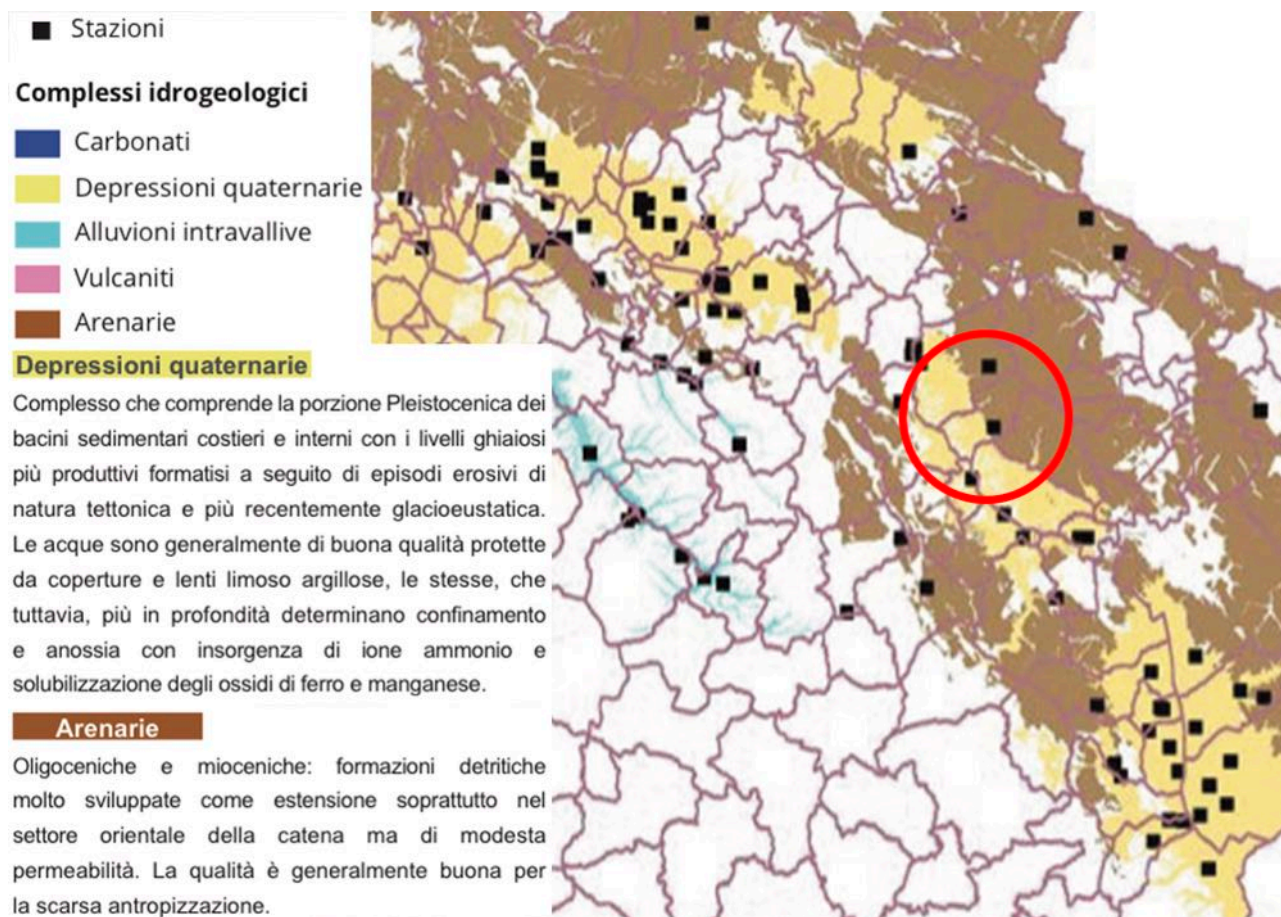 Stazioni
Complessi idrogeologici
Carbonati
Depressioni quaternarie
Alluvioni intravallive
Vulcaniti
Arenarie
Depressioni quaternarie
Complesso che comprende la porzione Pleistocenica dei
bacini sedimentari costieri e interni con i livelli ghiaiosi
più produttivi formatisi a seguito di episodi erosivi di
natura tettonica e più recentemente glacioeustatica.
Le acque sono generalmente di buona qualità protette
da coperture e lenti limoso argillose, le stesse, che
tuttavia, più in profondità determinano confinamento
e anossia con insorgenza di ione ammonio e
solubilizzazione degli ossidi di ferro e manganese.
Arenarie
Oligoceniche e mioceniche: formazioni detritiche
molto sviluppate come estensione soprattutto nel
settore orientale della catena ma di modesta
permeabilità. La qualità è generalmente buona per
la scarsa antropizzazione.